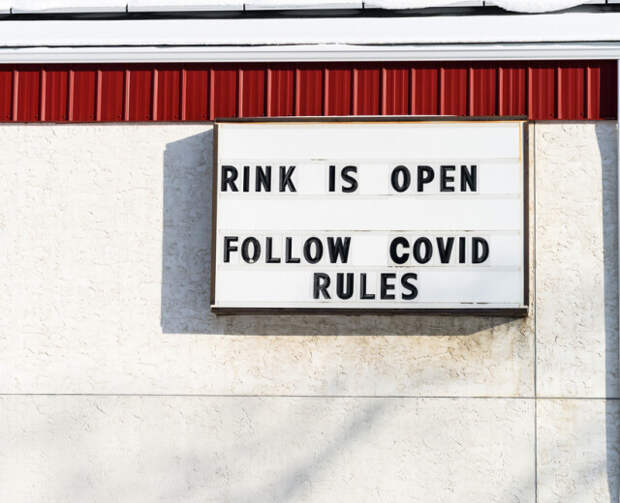 RINK IS OPEN
FOLLOW COVID
RULES